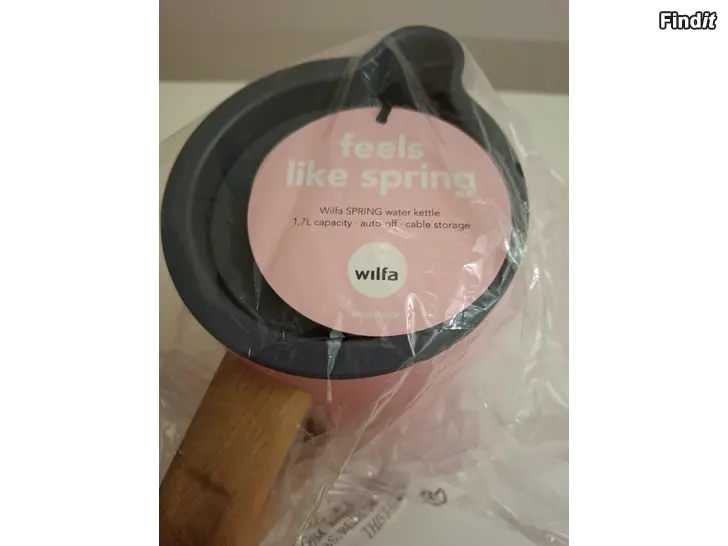 Findit
feels
like spring
Wilfa SPRING water kettle
1,7L capacity · auto off · cable storage
wilfa